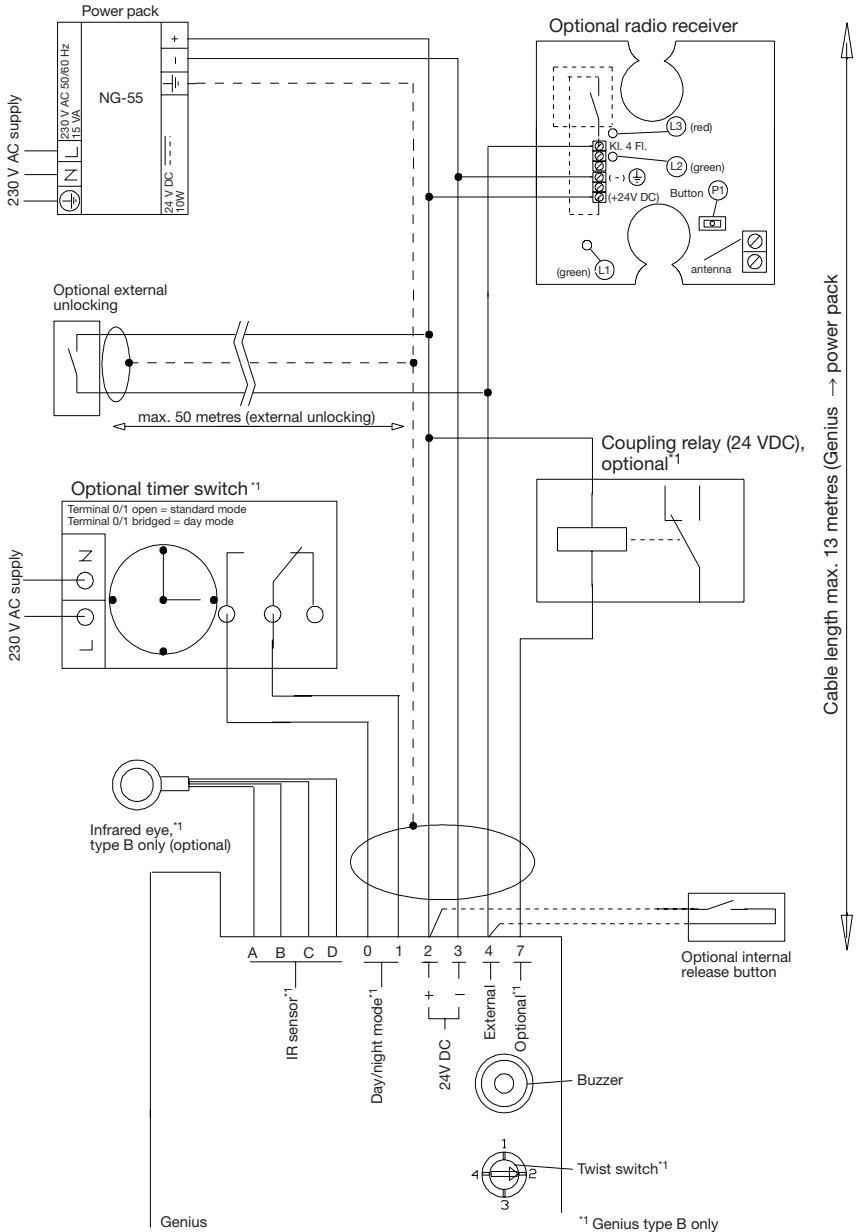 Power pack
230 V AC 50/60 Hz
15 VA
NG-55
+
−
24 V DC
10W
L
N
230 V AC supply
Optional radio receiver
L3 (red)
Kl. 4 Fl.
L2 (green)
(-)
(+24V DC)
Button P1
(green) L1
antenna
Optional external
unlocking
max. 50 metres (external unlocking)
Coupling relay (24 VDC),
optional*1
Optional timer switch *1
Terminal 0/1 open = standard mode
Terminal 0/1 bridged = day mode
N
L
230 V AC supply
Cable length max. 13 metres (Genius → power pack
Infrared eye,*1
type B only (optional)
Optional internal
release button
A B C D 0 1 2 3 4 7
+ −
IR sensor*1
Day/night mode*1
24V DC
External
Optional*1
Buzzer
1
4 2
3
Twist switch*1
Genius
*1 Genius type B only